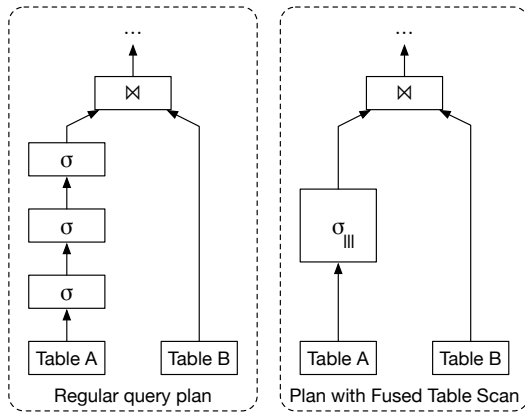 ...
⋈
σ
σ
σ
Table A
Table B
Regular query plan
...
⋈
σ|||
Table A
Table B
Plan with Fused Table Scan